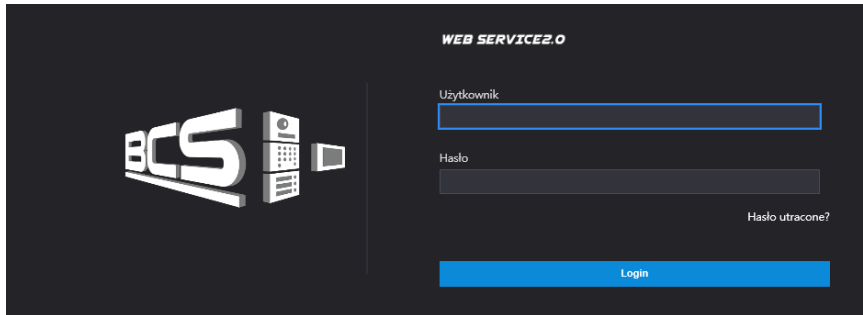 WEB SERVICE2.0
BCS
Użytkownik
Hasło
Hasło utracone?
Login